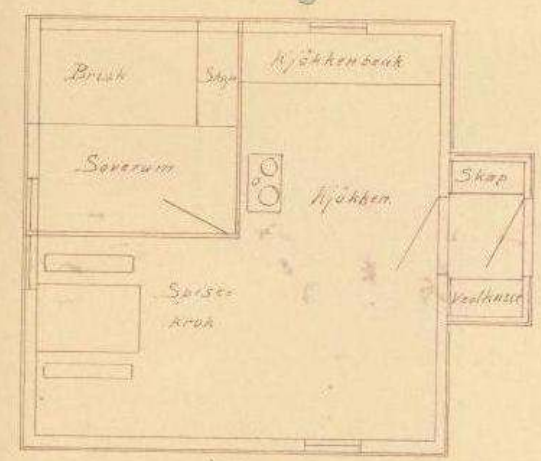 Brisk
Skap
Kjøkkenbenk
Soverum
Kjøkken.
Skap
Spise-
krok
Vedkasse